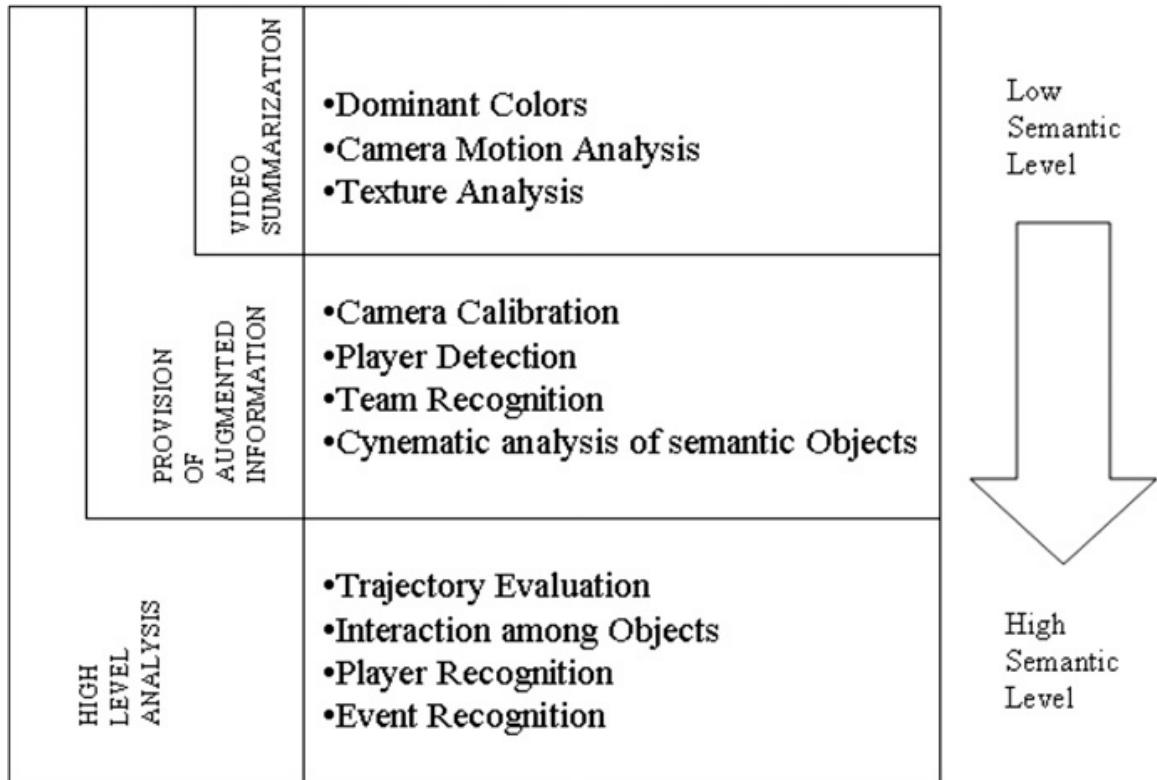 VIDEO
SUMMARIZATION
•Dominant Colors
•Camera Motion Analysis
•Texture Analysis
Low
Semantic
Level
PROVISION
OF
AUGMENTED
INFORMATION
•Camera Calibration
•Player Detection
•Team Recognition
•Cynematic analysis of semantic Objects
HIGH
LEVEL
ANALYSIS
•Trajectory Evaluation
•Interaction among Objects
•Player Recognition
•Event Recognition
High
Semantic
Level